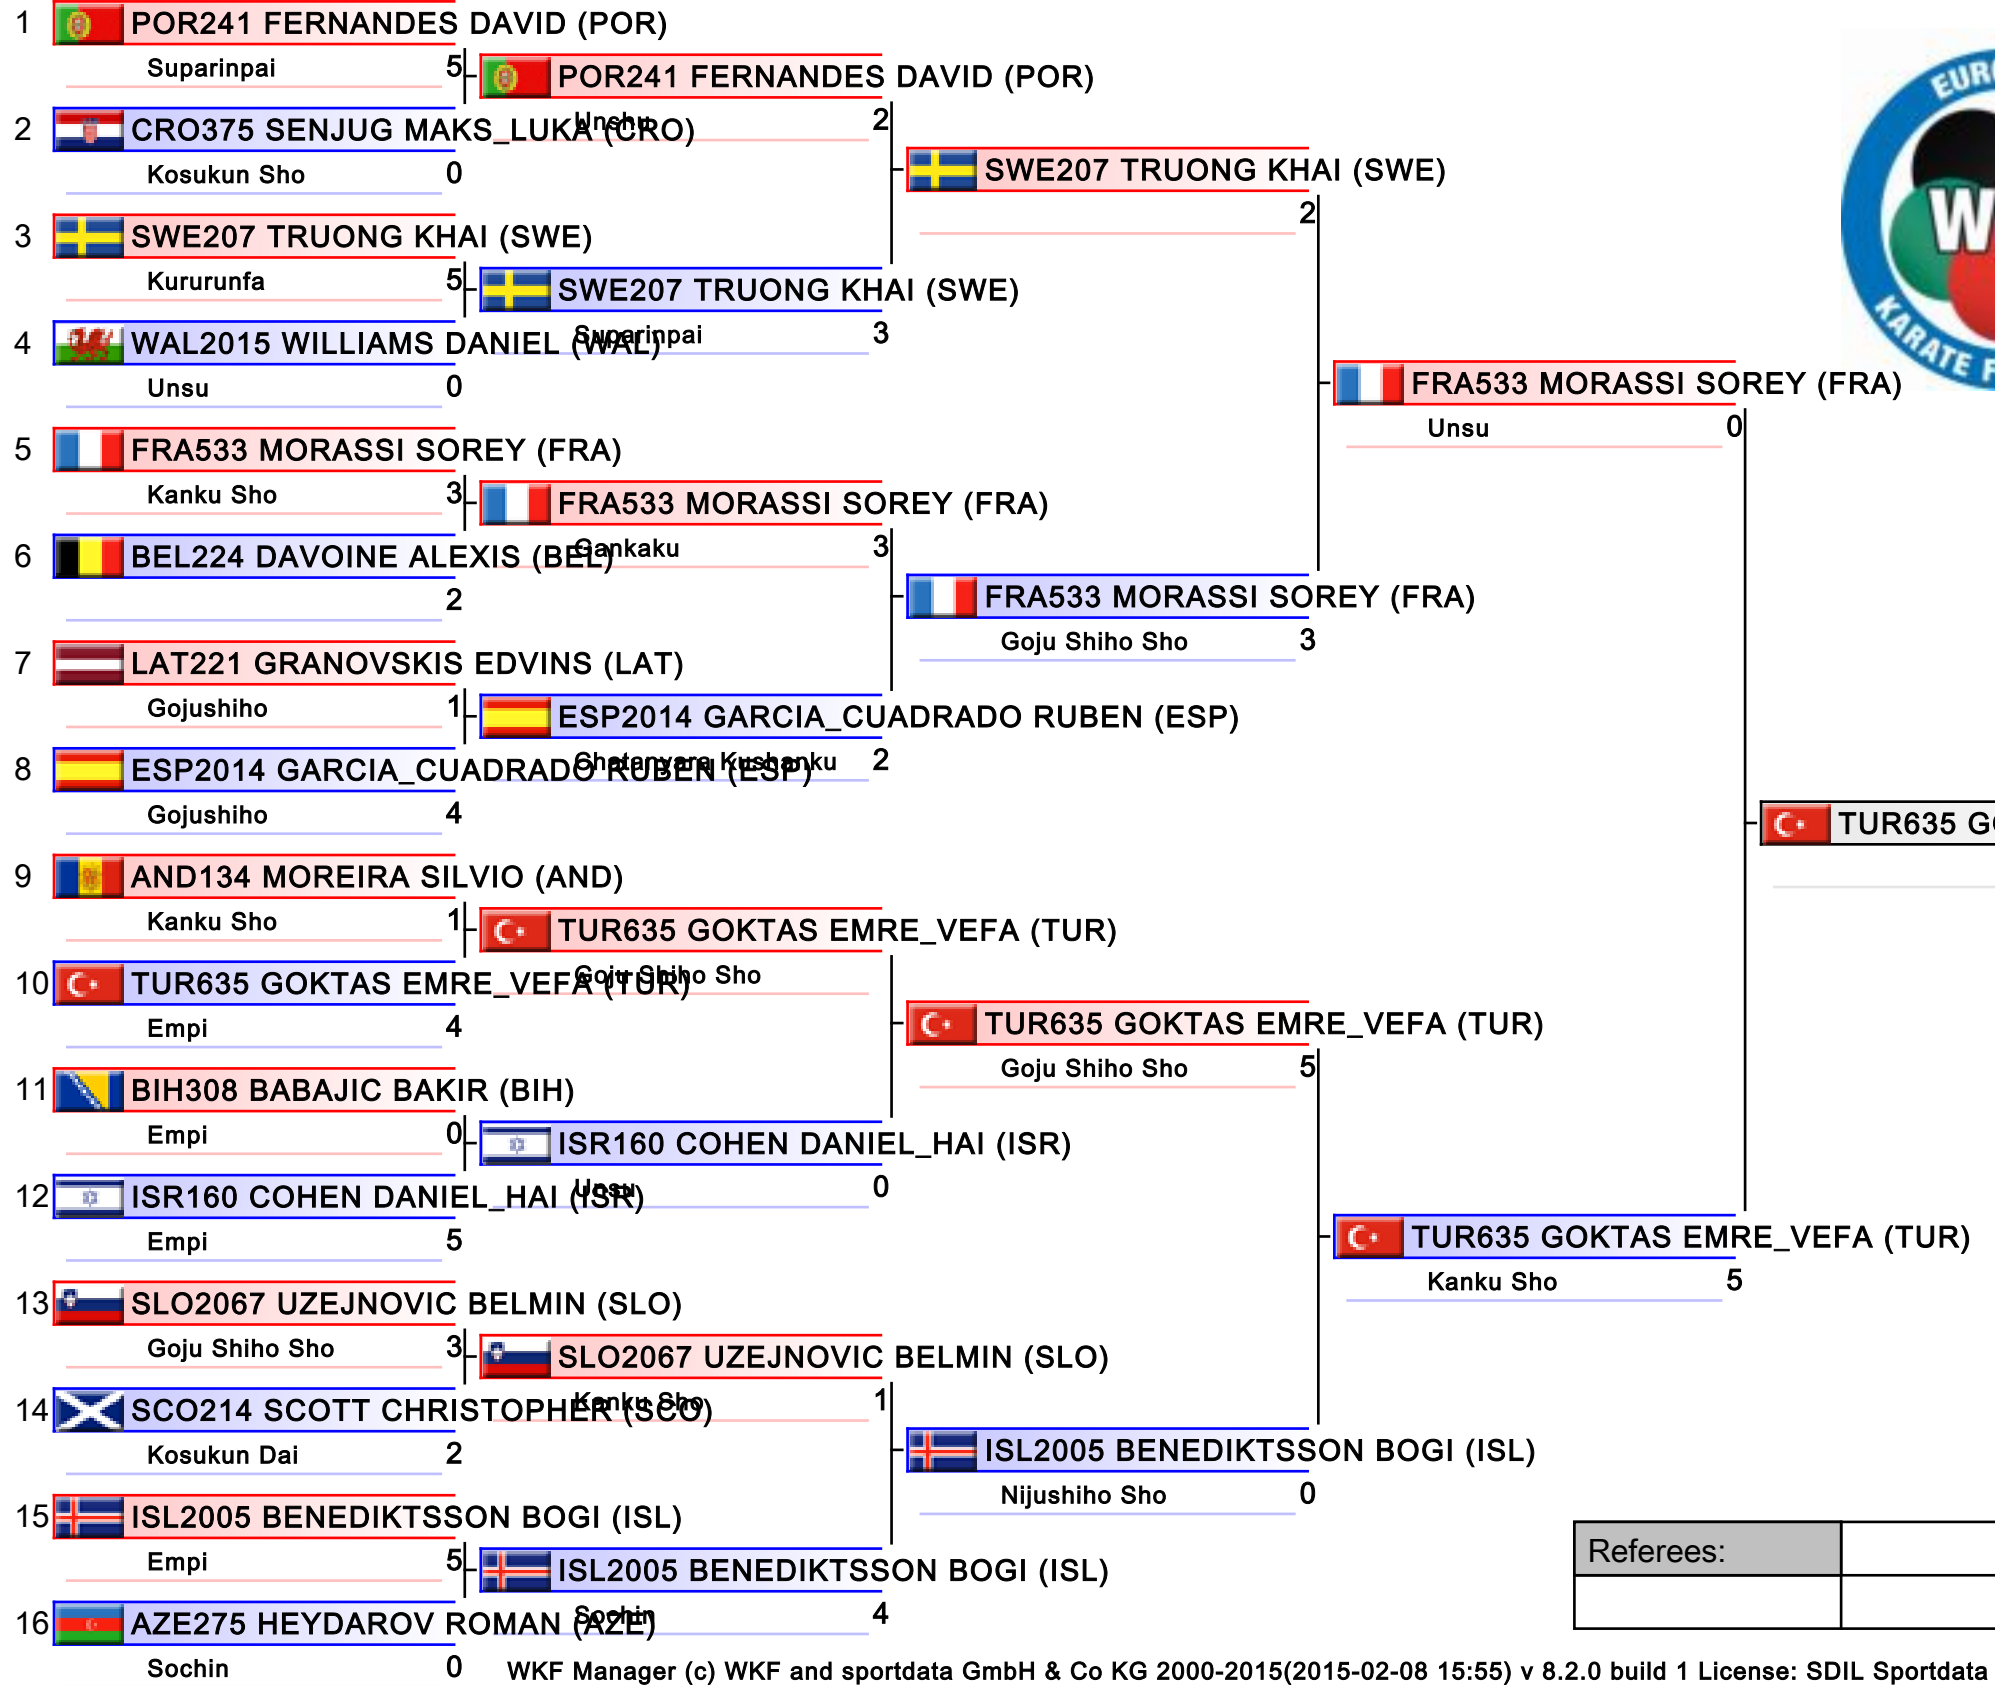 1 POR241 FERNANDES DAVID (POR)
Suparinpai 5
2 CRO375 SENJUG MAKS_LUKA (CRO)
Kosukun Sho 0
3 SWE207 TRUONG KHAI (SWE)
Kururunfa 5
4 WAL2015 WILLIAMS DANIEL (WAL)
Unsu 0
5 FRA533 MORASSI SOREY (FRA)
Kanku Sho 3
6 BEL224 DAVOINE ALEXIS (BEL)
2
7 LAT221 GRANOVSKIS EDVINS (LAT)
Gojushiho 1
8 ESP2014 GARCIA_CUADRADO RUBEN (ESP)
Gojushiho 4
9 AND134 MOREIRA SILVIO (AND)
Kanku Sho 1
10 TUR635 GOKTAS EMRE_VEFA (TUR)
Empi 4
11 BIH308 BABAJIC BAKIR (BIH)
Empi 0
12 ISR160 COHEN DANIEL_HAI (ISR)
Empi 5
13 SLO2067 UZEJNOVIC BELMIN (SLO)
Goju Shiho Sho 3
14 SCO214 SCOTT CHRISTOPHER (SCO)
Kosukun Dai 2
15 ISL2005 BENEDIKTSSON BOGI (ISL)
Empi 5
16 AZE275 HEYDAROV ROMAN (AZE)
Sochin 0
POR241 FERNANDES DAVID (POR)
Unshu 2
SWE207 TRUONG KHAI (SWE)
Suparinpai 3
FRA533 MORASSI SOREY (FRA)
Gankaku 3
ESP2014 GARCIA_CUADRADO RUBEN (ESP)
Chatanyara Kushanku 2
TUR635 GOKTAS EMRE_VEFA (TUR)
Goju Shiho Sho
ISR160 COHEN DANIEL_HAI (ISR)
Unsu 0
SLO2067 UZEJNOVIC BELMIN (SLO)
Kanku Sho 1
ISL2005 BENEDIKTSSON BOGI (ISL)
Sochin 4
SWE207 TRUONG KHAI (SWE)
2
FRA533 MORASSI SOREY (FRA)
Goju Shiho Sho 3
TUR635 GOKTAS EMRE_VEFA (TUR)
Goju Shiho Sho 5
ISL2005 BENEDIKTSSON BOGI (ISL)
Nijushiho Sho 0
FRA533 MORASSI SOREY (FRA)
Unsu 0
TUR635 GOKTAS EMRE_VEFA (TUR)
Kanku Sho 5
TUR635 G
EUR
W
KARATE F
Referees:
WKF Manager (c) WKF and sportdata GmbH & Co KG 2000-2015(2015-02-08 15:55) v 8.2.0 build 1 License: SDIL Sportdata